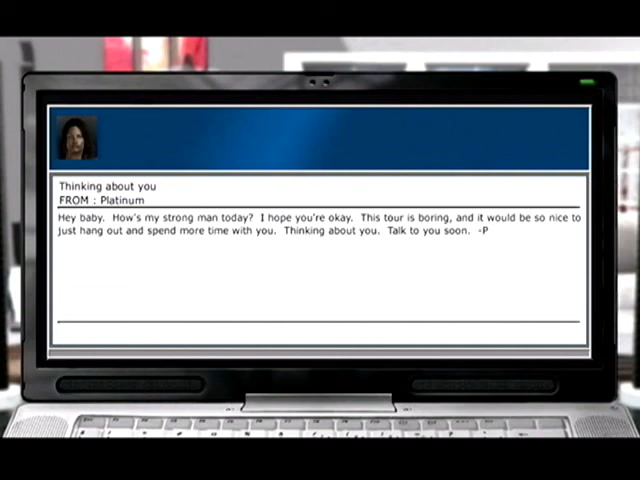 Thinking about you
FROM : Platinum
Hey baby.  How's my strong man today?  I hope you're okay.  This tour is boring, and it would be so nice to
just hang out and spend more time with you.  Thinking about you.  Talk to you soon.  -P